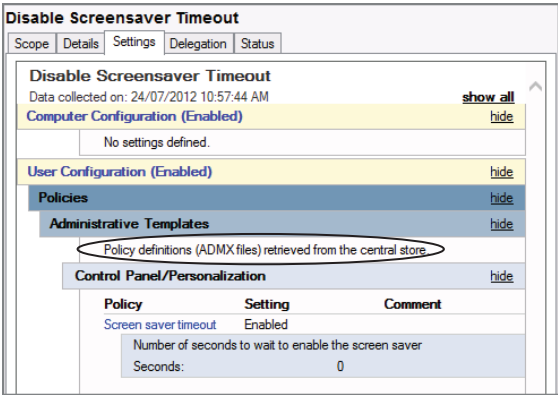 Disable Screensaver Timeout
Scope Details Settings Delegation Status
Disable Screensaver Timeout
Data collected on: 24/07/2012 10:57:44 AM show all
Computer Configuration (Enabled) hide
No settings defined.
User Configuration (Enabled) hide
Policies hide
Administrative Templates hide
Policy definitions (ADMX files) retrieved from the central store.
Control Panel/Personalization hide
Policy Setting Comment
Screen saver timeout Enabled
Number of seconds to wait to enable the screen saver
Seconds: 0